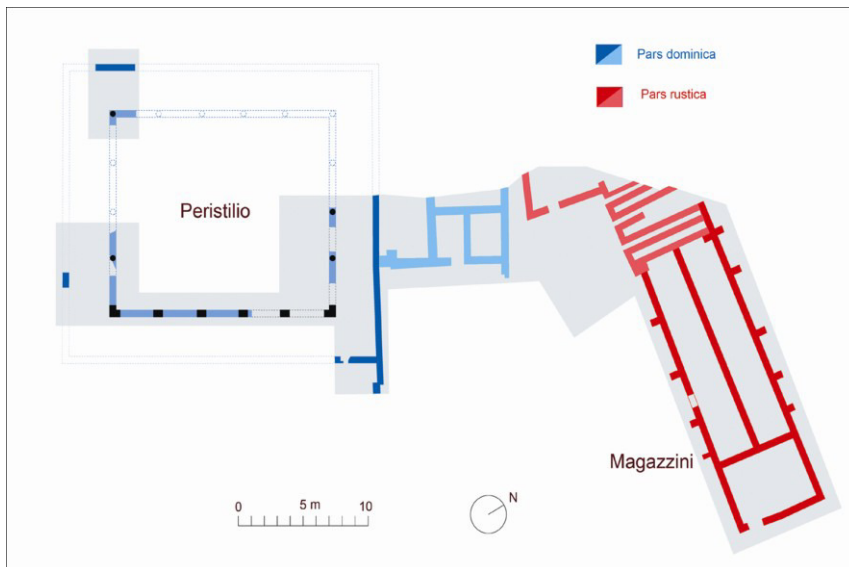 Pars dominica
Pars rustica
Peristilio
Magazzini
0 5 m 10
N